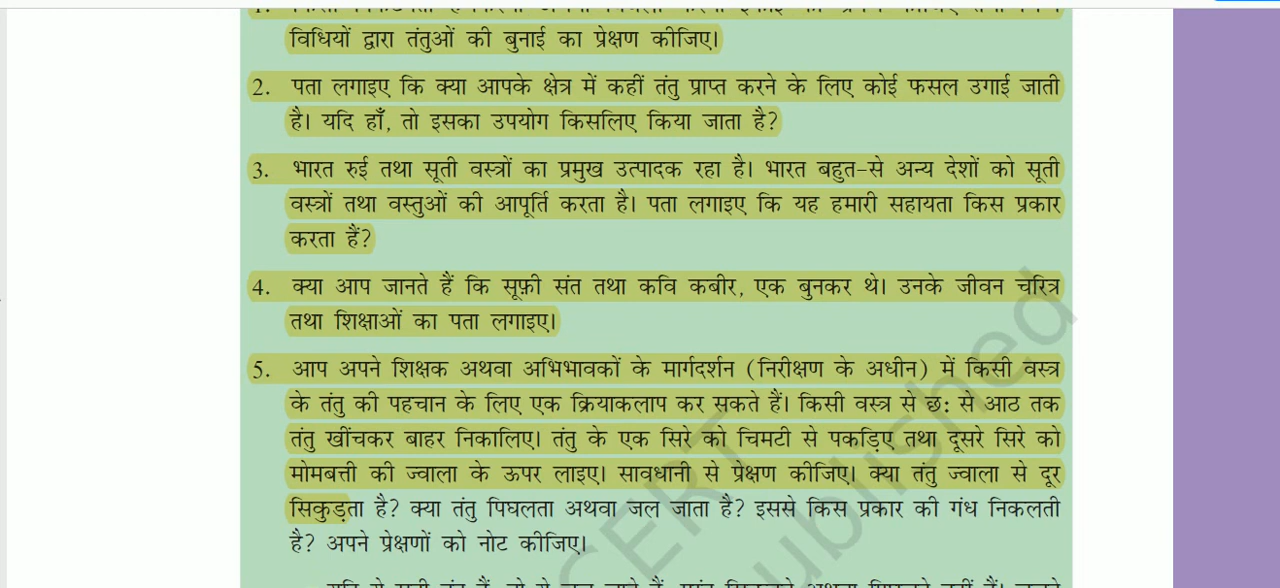 विधियों द्वारा तंतुओं की बुनाई का प्रेक्षण कीजिए।
2. पता लगाइए कि क्या आपके क्षेत्र में कहीं तंतु प्राप्त करने के लिए कोई फसल उगाई जाती
है। यदि हाँ, तो इसका उपयोग किसलिए किया जाता है?
3. भारत रुई तथा सूती वस्त्रों का प्रमुख उत्पादक रहा है। भारत बहुत-से अन्य देशों को सूती
वस्त्रों तथा वस्तुओं की आपूर्ति करता है। पता लगाइए कि यह हमारी सहायता किस प्रकार
करता हैं?
4. क्या आप जानते हैं कि सूफ़ी संत तथा कवि कबीर, एक बुनकर थे। उनके जीवन चरित्र
तथा शिक्षाओं का पता लगाइए।
5. आप अपने शिक्षक अथवा अभिभावकों के मार्गदर्शन (निरीक्षण के अधीन) में किसी वस्त्र
के तंतु की पहचान के लिए एक क्रियाकलाप कर सकते हैं। किसी वस्त्र से छ: से आठ तक
तंतु खींचकर बाहर निकालिए। तंतु के एक सिरे को चिमटी से पकड़िए तथा दूसरे सिरे को
मोमबत्ती की ज्वाला के ऊपर लाइए। सावधानी से प्रेक्षण कीजिए। क्या तंतु ज्वाला से दूर
सिकुड़ता है? क्या तंतु पिघलता अथवा जल जाता है? इससे किस प्रकार की गंध निकलती
है? अपने प्रेक्षणों को नोट कीजिए।